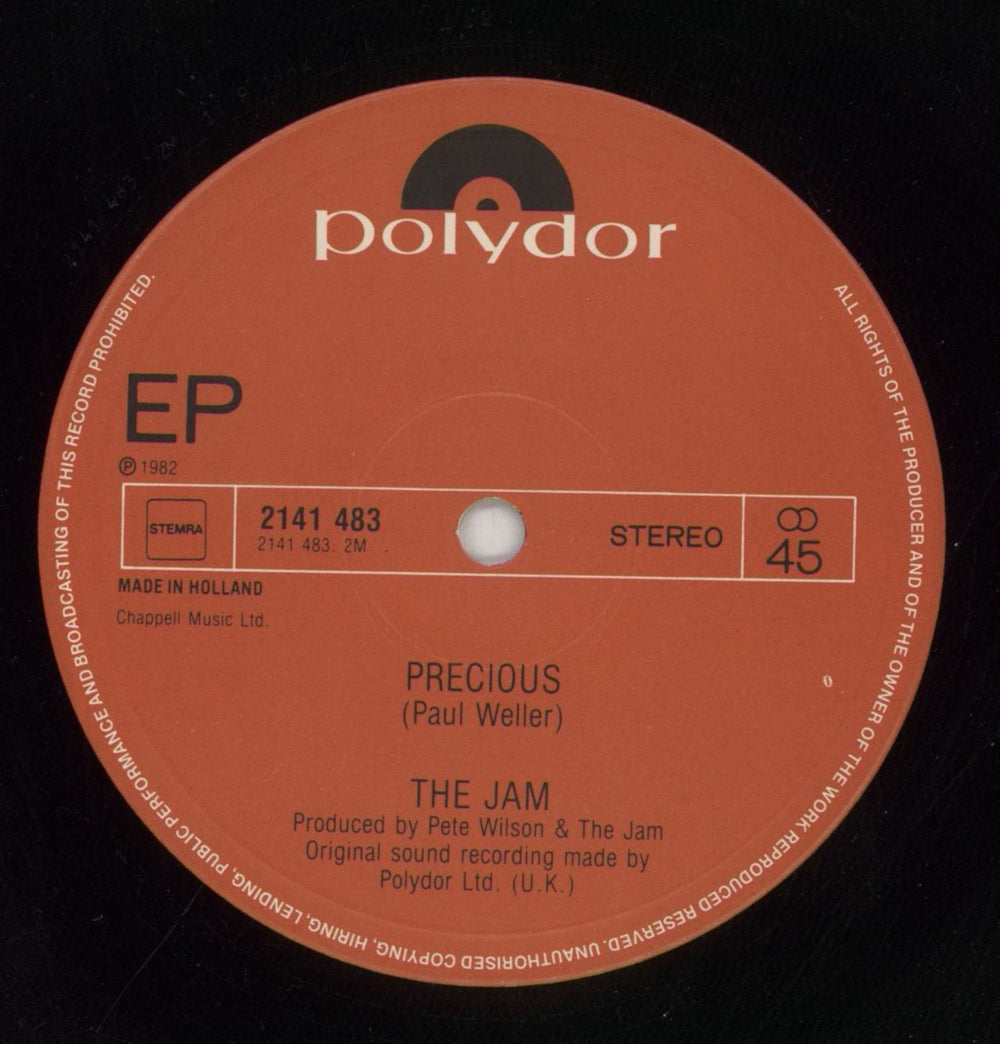 polydor
EP
℗ 1982
STEMRA
2141 483
2141 483. 2M
STEREO
45
MADE IN HOLLAND
Chappell Music Ltd.
PRECIOUS
(Paul Weller)
THE JAM
Produced by Pete Wilson & The Jam
Original sound recording made by
Polydor Ltd. (U.K.)
ALL RIGHTS OF THE PRODUCER AND OF THE OWNER OF THE WORK REPRODUCED RESERVED. UNAUTHORISED COPYING, HIRING, LENDING, PUBLIC PERFORMANCE AND BROADCASTING OF THIS RECORD PROHIBITED.